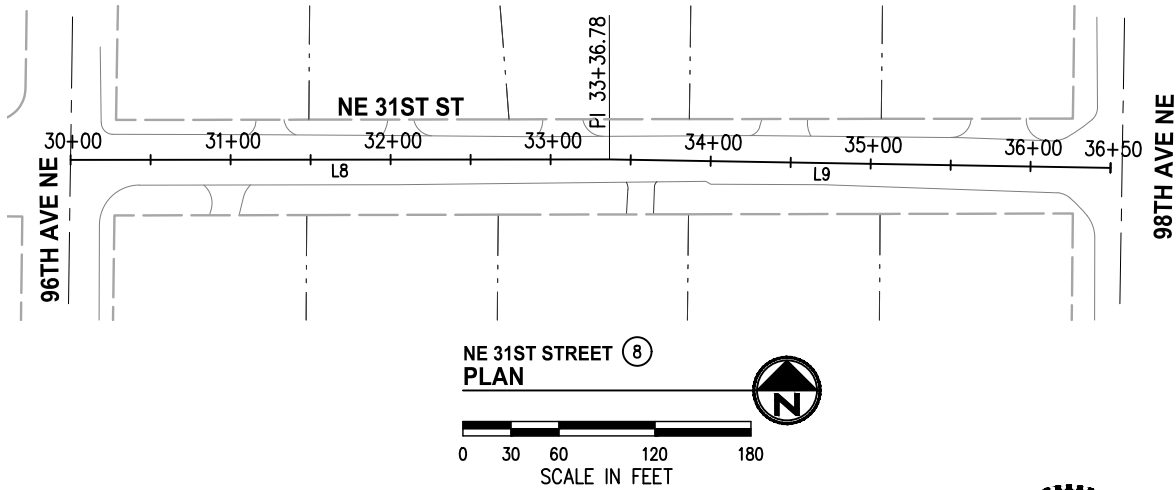 PI 33+36.78
NE 31ST ST
30+00 31+00 32+00 33+00 34+00 35+00 36+00 36+50
L8 L9
96TH AVE NE
98TH AVE NE
NE 31ST STREET 8
PLAN
N
0 30 60 120 180
SCALE IN FEET